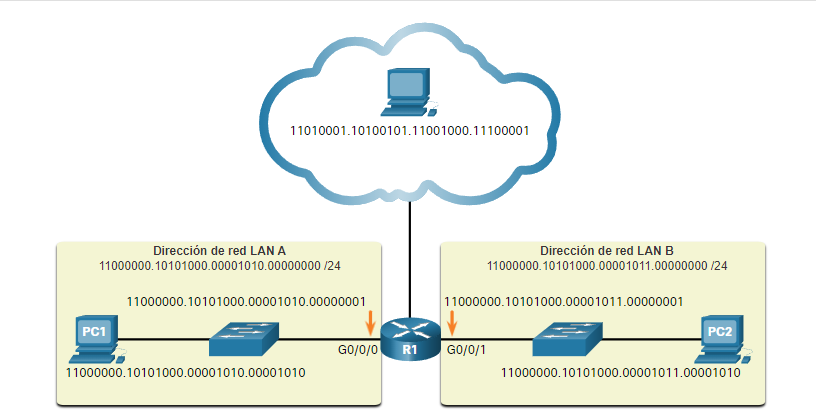 11010001.10100101.11001000.11100001
Dirección de red LAN A
11000000.10101000.00001010.00000000 /24
11000000.10101000.00001010.00000001
PC1
G0/0/0
11000000.10101000.00001010.00001010
R1
Dirección de red LAN B
11000000.10101000.00001011.00000000 /24
11000000.10101000.00001011.00000001
G0/0/1
PC2
11000000.10101000.00001011.00001010